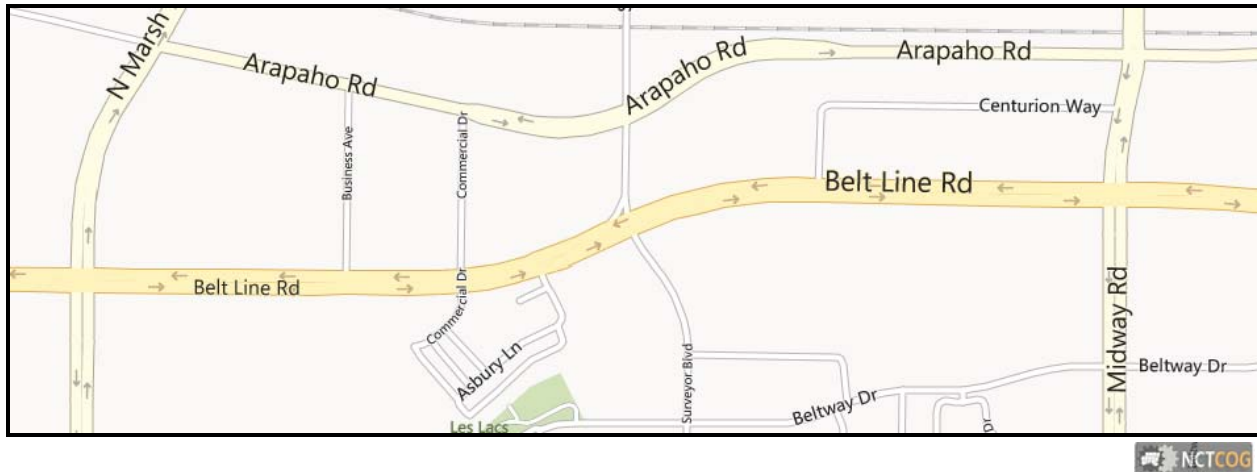 N Marsh
Arapaho Rd
Arapaho Rd
Arapaho Rd
Centurion Way
Business Ave
Commercial Dr
Belt Line Rd
Belt Line Rd
Commercial Dr
Asbury Ln
Surveyor Blvd
Midway Rd
Beltway Dr
Beltway Dr
Les Lacs
Dr
NCTCOG